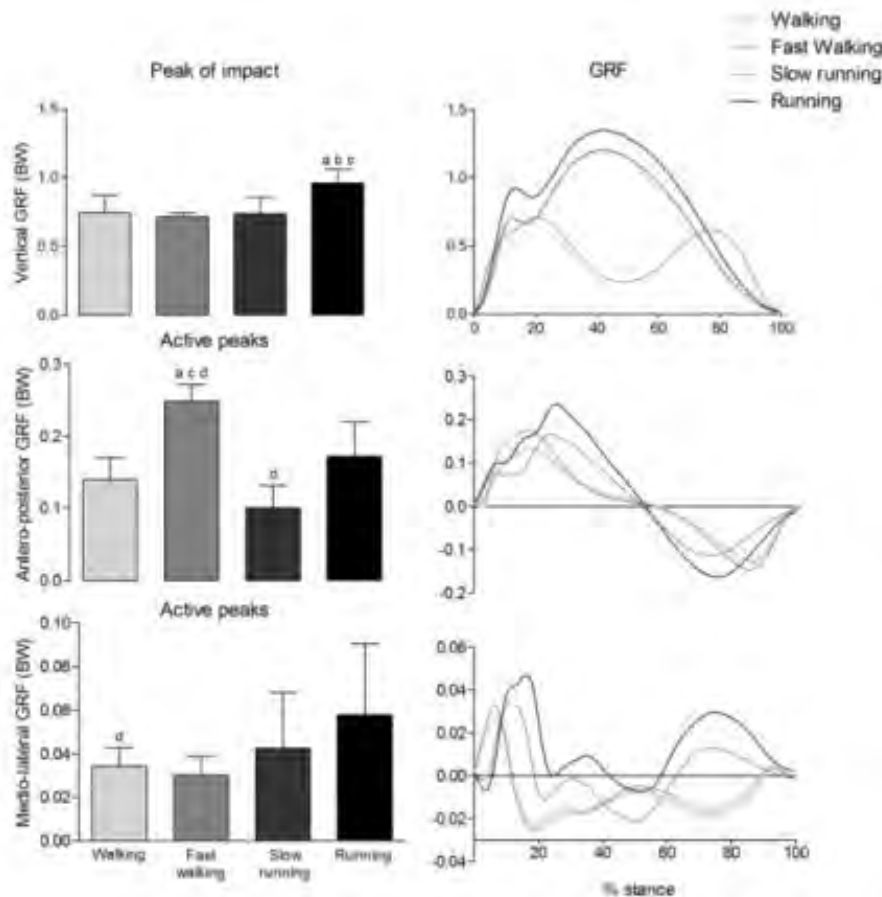 Walking
Fast Walking
Slow running
Running
Peak of impact
GRF
Vertical GRF (BW)
1.5
1.0
0.5
0.0
a b c
1.5
1.0
0.5
0.0
0 20 40 60 80 100
Active peaks
Antero-posterior GRF (BW)
0.3
0.2
0.1
0.0
a c d
d
0.3
0.2
0.1
0.0
-0.1
-0.2
Active peaks
Medio-lateral GRF (BW)
0.10
0.08
0.06
0.04
0.02
0.00
d
Walking
Fast walking
Slow running
Running
0.06
0.04
0.02
0.00
-0.02
-0.04
20 40 60 80 100
% stance